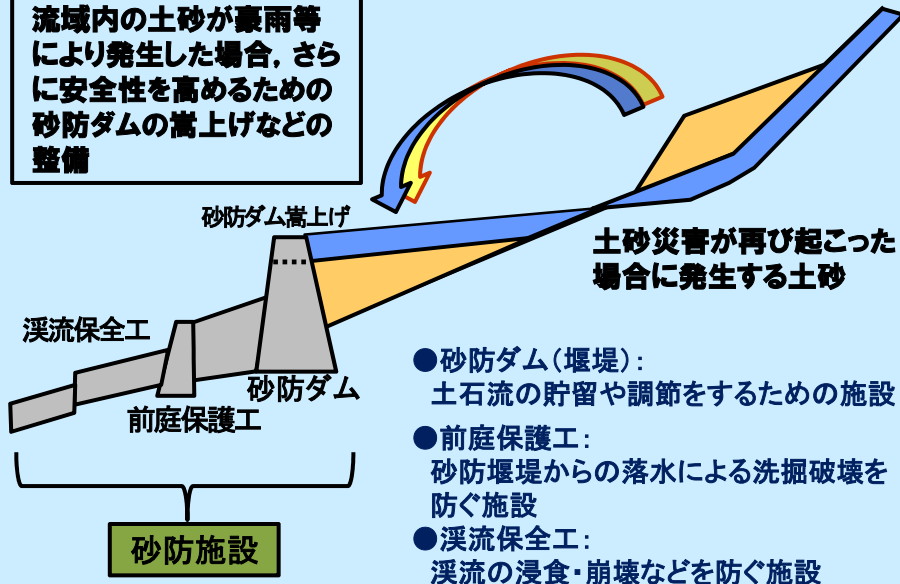 流域内の土砂が豪雨等
により発生した場合，さら
に安全性を高めるための
砂防ダムの嵩上げなどの
整備
砂防ダム嵩上げ
土砂災害が再び起こった
場合に発生する土砂
渓流保全工
砂防ダム
前庭保護工
砂防施設
●砂防ダム（堰堤）：
土石流の貯留や調節をするための施設
●前庭保護工：
砂防堰堤からの落水による洗掘破壊を
防ぐ施設
●渓流保全工：
渓流の浸食・崩壊などを防ぐ施設